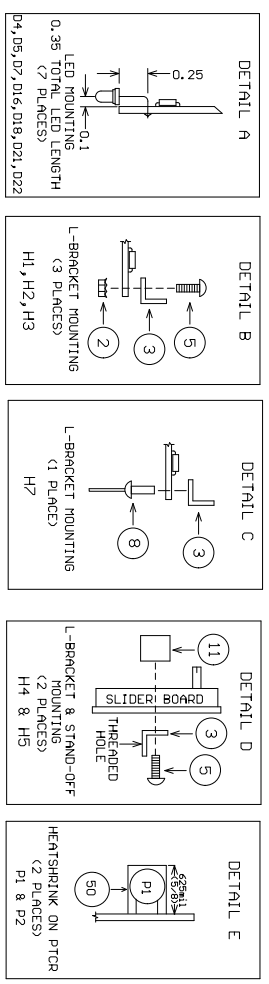 DETAIL A
0.25
0.1
LED MOUNTING
0.35 TOTAL LED LENGTH
(7 PLACES)
D4,D5,D7,D16,D18,D21,D22
DETAIL B
5
3
2
L-BRACKET MOUNTING
(3 PLACES)
H1,H2,H3
DETAIL C
3
8
L-BRACKET MOUNTING
(1 PLACE)
H7
DETAIL D
11
SLIDER BOARD
3
5
THREADED
HOLE
L-BRACKET & STAND-OFF
MOUNTING
(2 PLACES)
H4 & H5
DETAIL E
625mil
(5/8)
P1
50
HEATSHRINK ON PTCR
(2 PLACES)
P1 & P2